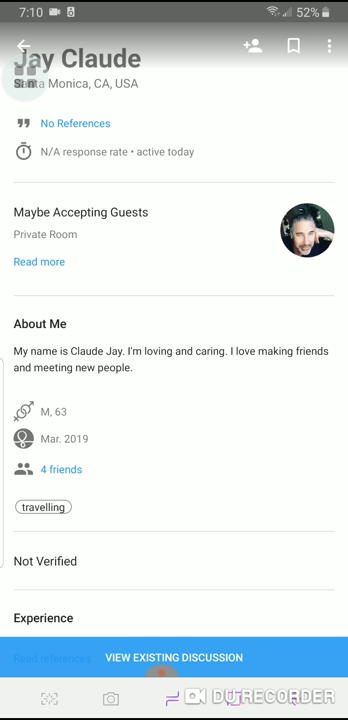 7:10 52%
Jay Claude
Santa Monica, CA, USA
No References
N/A response rate • active today
Maybe Accepting Guests
Private Room
Read more
About Me
My name is Claude Jay. I'm loving and caring. I love making friends
and meeting new people.
M, 63
Mar. 2019
4 friends
travelling
Not Verified
Experience
Read references
VIEW EXISTING DISCUSSION
DU RECORDER